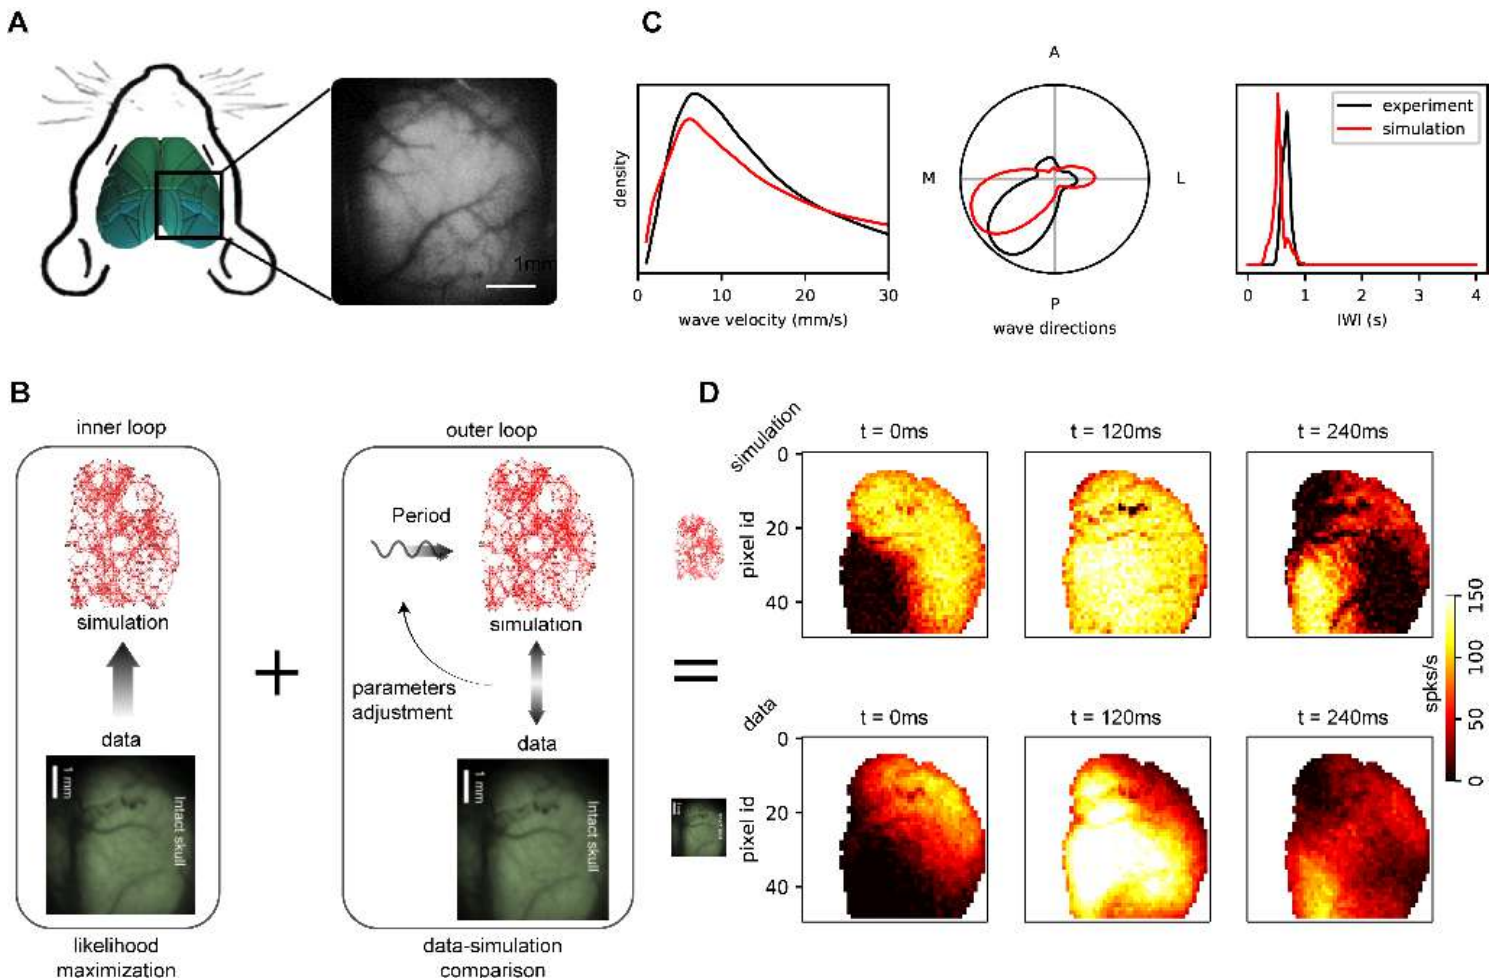 A
1mm
C
density
0
10
20
30
wave velocity (mm/s)
A
M
L
P
wave directions
experiment
simulation
0
1
2
3
4
IWI (s)
B
inner loop
simulation
data
1 mm
Intact skull
likelihood
maximization
+
outer loop
Period
simulation
parameters
adjustment
data
1 mm
Intact skull
data-simulation
comparison
=
D
simulation
t = 0ms
t = 120ms
t = 240ms
pixel id
0
20
40
data
t = 0ms
t = 120ms
t = 240ms
pixel id
0
20
40
spks/s
150
100
50
0